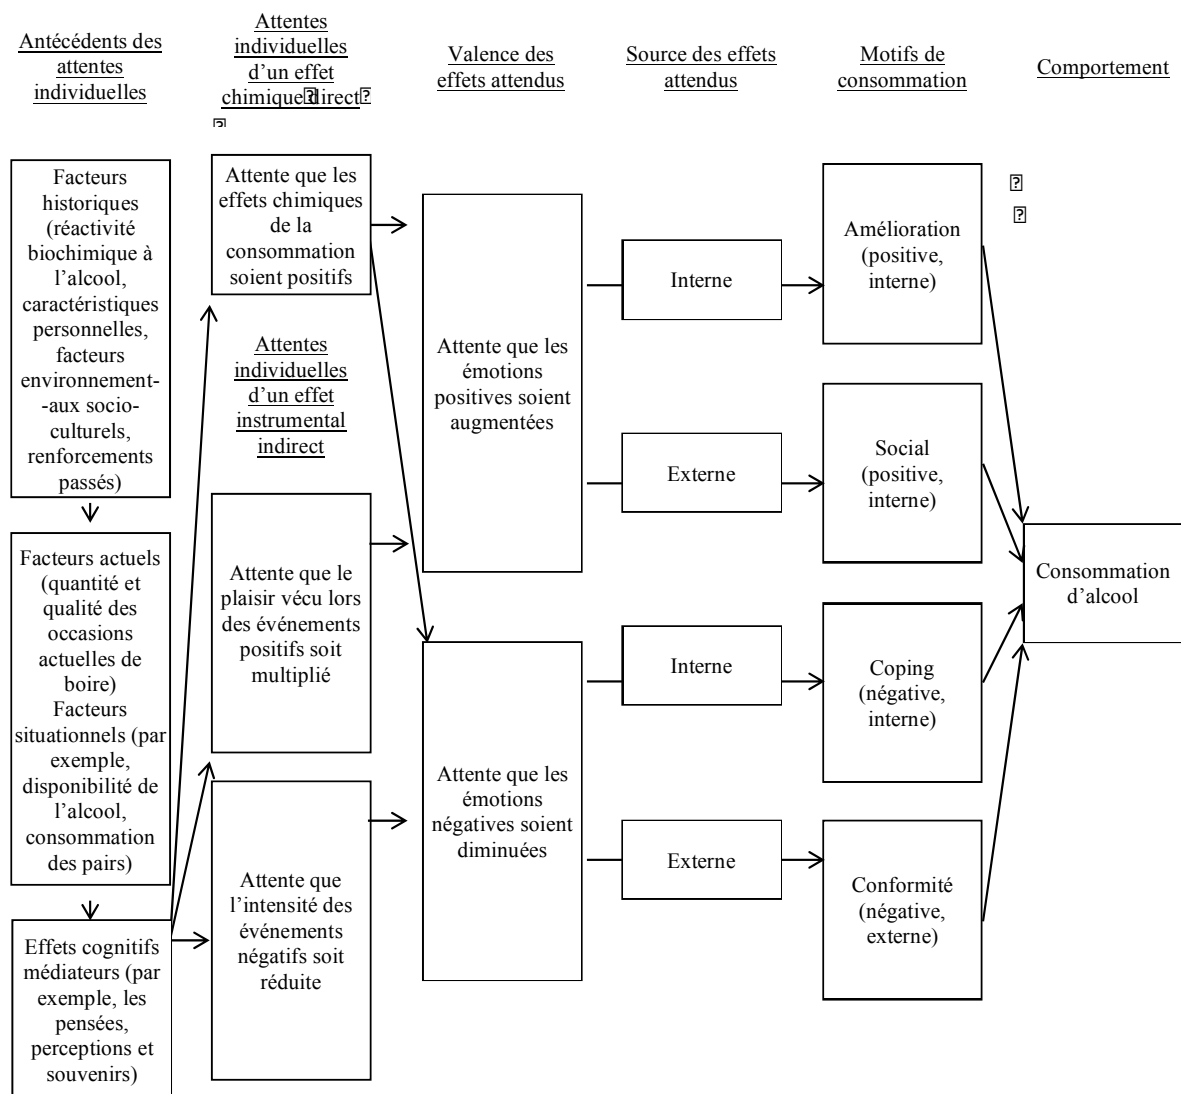 Antécédents des
attentes
individuelles
Attentes
individuelles
d’un effet
chimique direct
Valence des
effets attendus
Source des effets
attendus
Motifs de
consommation
Comportement
Facteurs
historiques
(réactivité
biochimique à
l’alcool,
caractéristiques
personnelles,
facteurs
environnement-
-aux socio-
culturels,
renforcements
passés)
Facteurs actuels
(quantité et
qualité des
occasions
actuelles de
boire)
Facteurs
situationnels (par
exemple,
disponibilité de
l’alcool,
consommation
des pairs)
Effets cognitifs
médiateurs (par
exemple, les
pensées,
perceptions et
souvenirs)
Attente que les
effets chimiques
de la
consommation
soient positifs
Attentes
individuelles
d’un effet
instrumental
indirect
Attente que le
plaisir vécu lors
des événements
positifs soit
multiplié
Attente que
l’intensité des
événements
négatifs soit
réduite
Attente que les
émotions
positives soient
augmentées
Attente que les
émotions
négatives soient
diminuées
Interne
Externe
Interne
Externe
Amélioration
(positive,
interne)
Social
(positive,
interne)
Coping
(négative,
interne)
Conformité
(négative,
externe)
Consommation
d’alcool